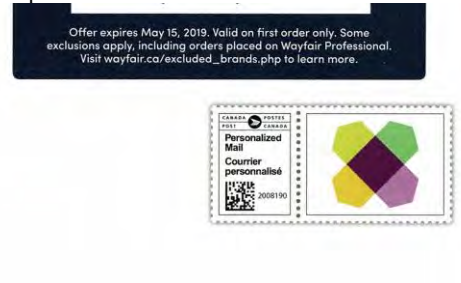 Offer expires May 15, 2019. Valid on first order only. Some
exclusions apply, including orders placed on Wayfair Professional.
Visit wayfair.ca/excluded_brands.php to learn more.
CANADA POSTES
POST CANADA
Personalized
Mail
Courrier
personnalisé
2008190